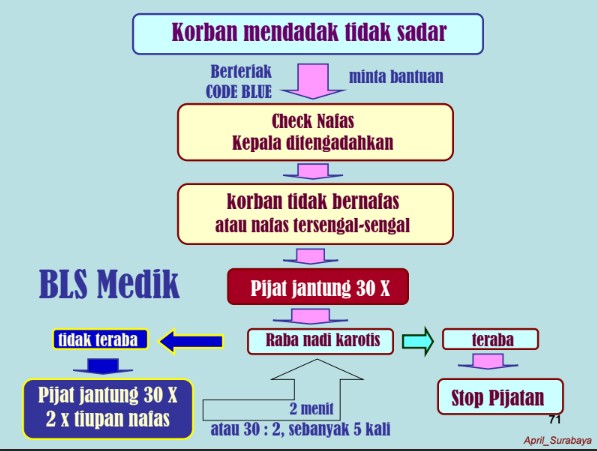 Korban mendadak tidak sadar
Berteriak
CODE BLUE
minta bantuan
Check Nafas
Kepala ditengadahkan
korban tidak bernafas
atau nafas tersengal-sengal
BLS Medik
Pijat jantung 30 X
tidak teraba
Raba nadi karotis
teraba
Pijat jantung 30 X
2 x tiupan nafas
2 menit
atau 30 : 2, sebanyak 5 kali
Stop Pijatan
71
April_Surabaya